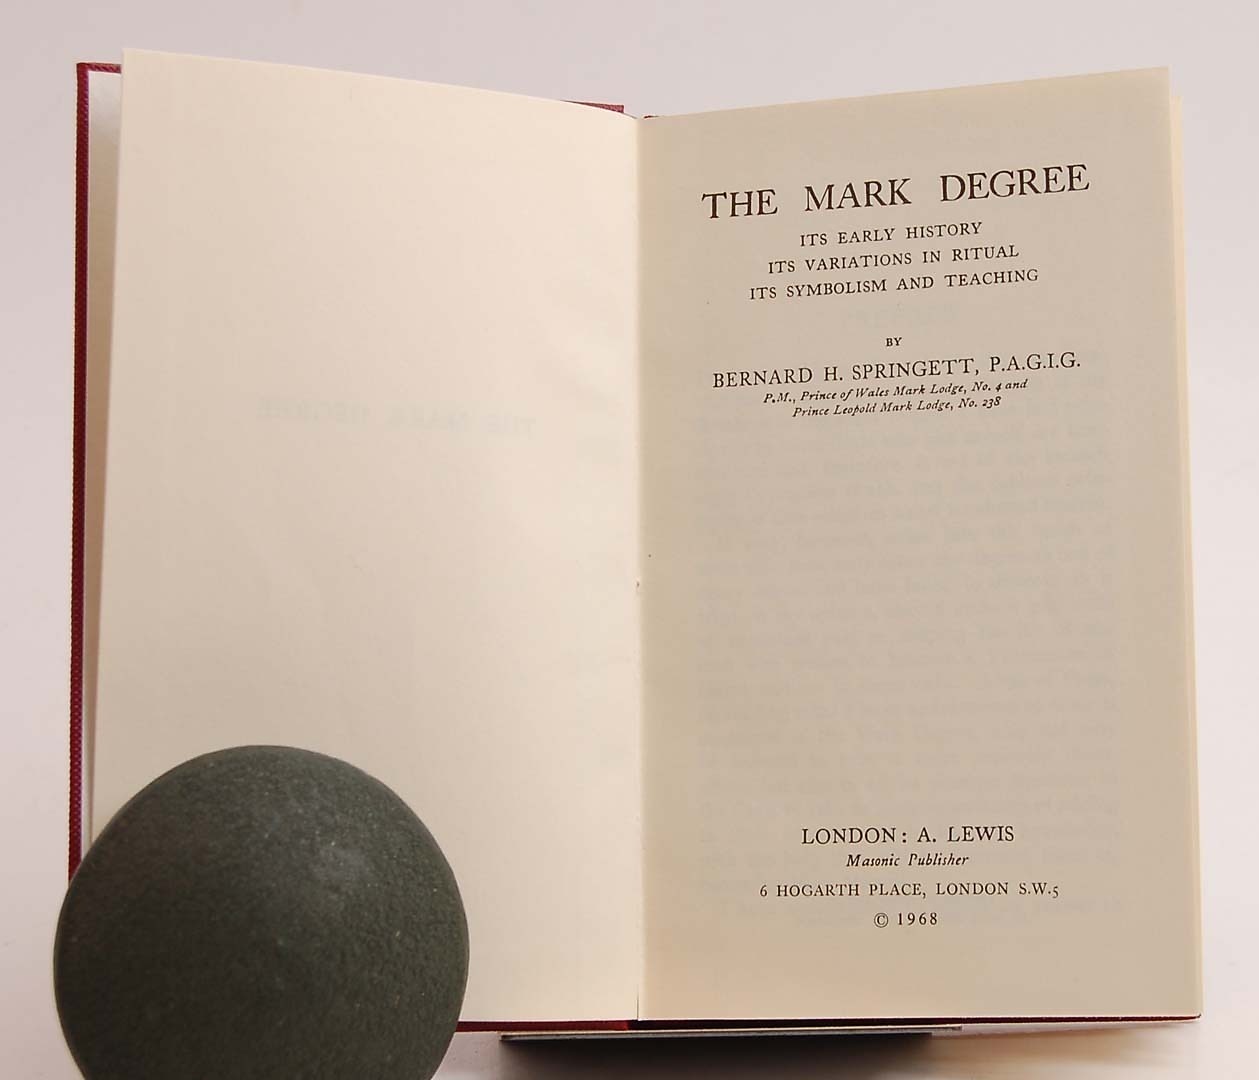 THE MARK DEGREE
ITS EARLY HISTORY
ITS VARIATIONS IN RITUAL
ITS SYMBOLISM AND TEACHING
BY
BERNARD H. SPRINGETT, P.A.G.I.G.
P.M., Prince of Wales Mark Lodge, No. 4 and
Prince Leopold Mark Lodge, No. 238
LONDON: A. LEWIS
Masonic Publisher
6 HOGARTH PLACE, LONDON S.W.5
© 1968